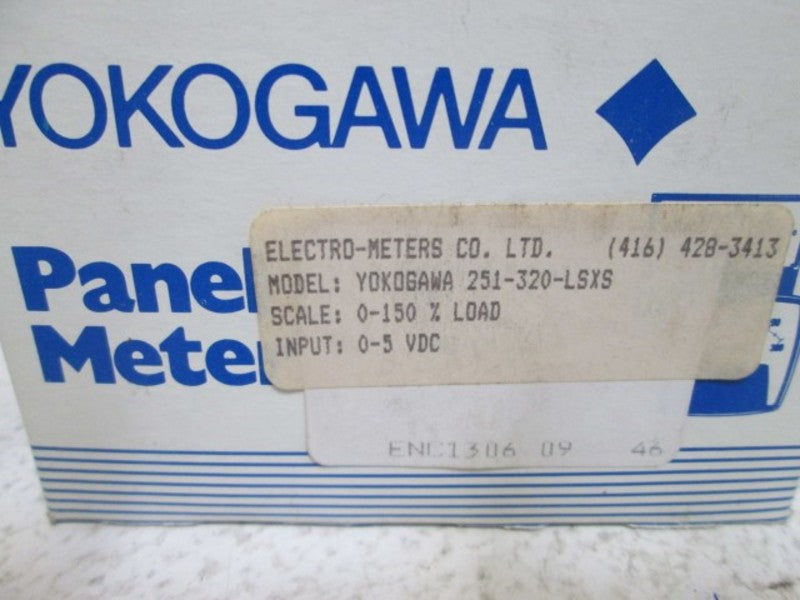 YOKOGAWA
Panel
Meter
ELECTRO-METERS CO. LTD. (416) 428-3413
MODEL: YOKOGAWA 251-320-LSXS
SCALE: 0-150 % LOAD
INPUT: 0-5 VDC
ENC1306 09 46